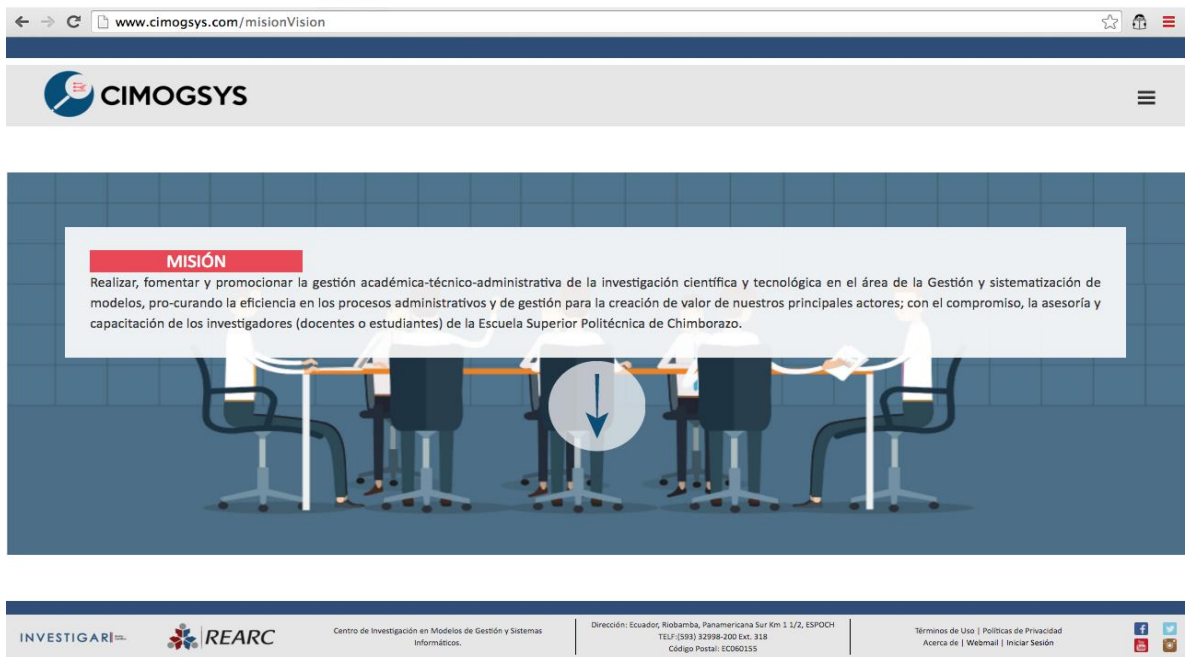 www.cimogsys.com/misionVision
CIMOGSYS
MISIÓN
Realizar, fomentar y promocionar la gestión académica-técnico-administrativa de la investigación científica y tecnológica en el área de la Gestión y sistematización de
modelos, pro-curando la eficiencia en los procesos administrativos y de gestión para la creación de valor de nuestros principales actores; con el compromiso, la asesoría y
capacitación de los investigadores (docentes o estudiantes) de la Escuela Superior Politécnica de Chimborazo.
INVESTIGARI
REARC
Centro de Investigación en Modelos de Gestión y Sistemas
Informáticos.
Dirección: Ecuador, Riobamba, Panamericana Sur Km 1 1/2, ESPOCH
TELF:(593) 32998-200 Ext. 318
Código Postal: EC060155
Términos de Uso | Políticas de Privacidad
Acerca de | Webmail | Iniciar Sesión